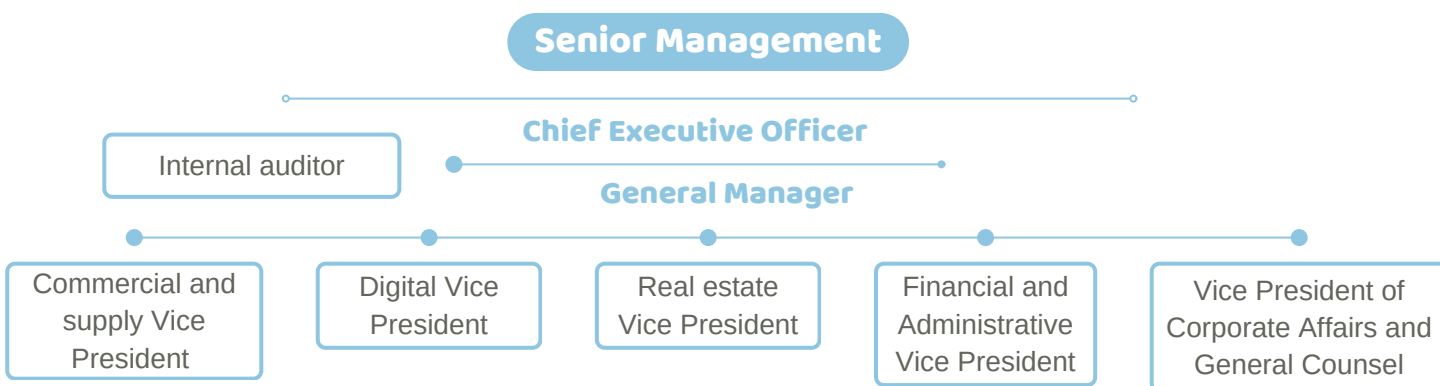 Senior Management
Chief Executive Officer
Internal auditor
General Manager
Commercial and
supply Vice
President
Digital Vice
President
Real estate
Vice President
Financial and
Administrative
Vice President
Vice President of
Corporate Affairs and
General Counsel